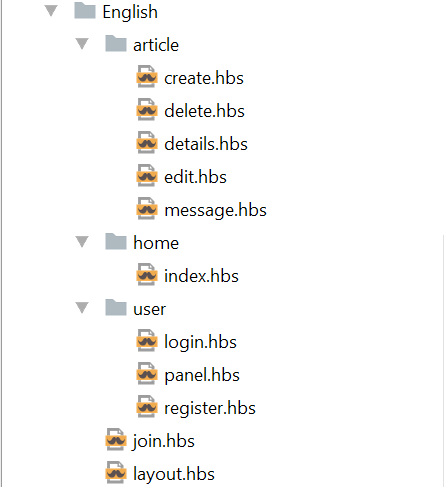 English
article
create.hbs
delete.hbs
details.hbs
edit.hbs
message.hbs
home
index.hbs
user
login.hbs
panel.hbs
register.hbs
join.hbs
layout.hbs